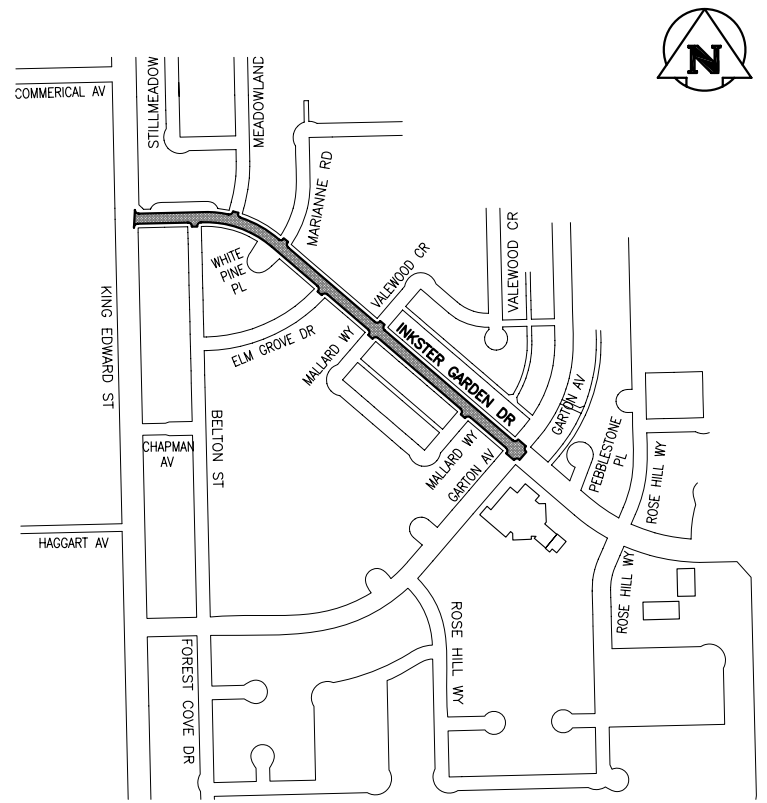 N
COMMERICAL AV
STILLMEADOW
MEADOWLAND
MARIANNE RD
WHITE
PINE
PL
VALEWOOD CR
VALEWOOD CR
KING EDWARD ST
ELM GROVE DR
MALLARD WY
INKSTER GARDEN DR
GARTON AV
BELTON ST
CHAPMAN
AV
MALLARD WY
GARTON AV
PEBBLESTONE
PL
ROSE HILL WY
HAGGART AV
ROSE HILL WY
ROSE HILL WY
FOREST COVE DR